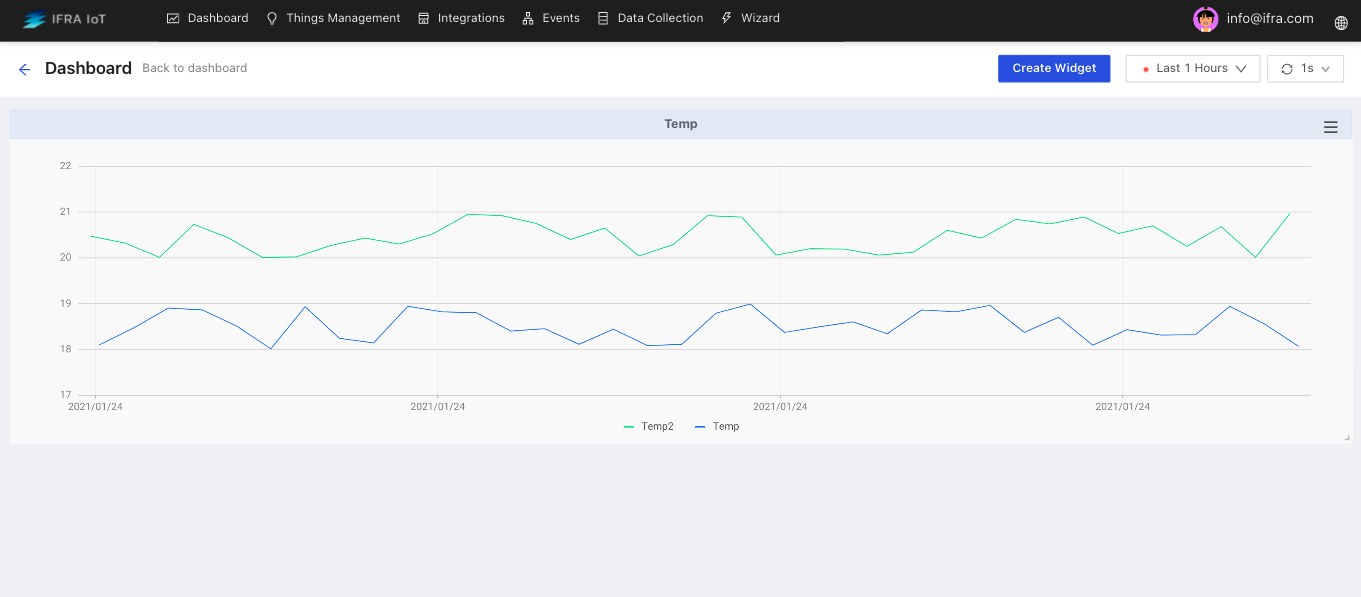 IFRA IoT Dashboard Things Management Integrations Events Data Collection Wizard info@ifra.com
Dashboard Back to dashboard Create Widget Last 1 Hours 1s
Temp
22
21
20
19
18
17
2021/01/24 2021/01/24 2021/01/24 2021/01/24
Temp2 Temp